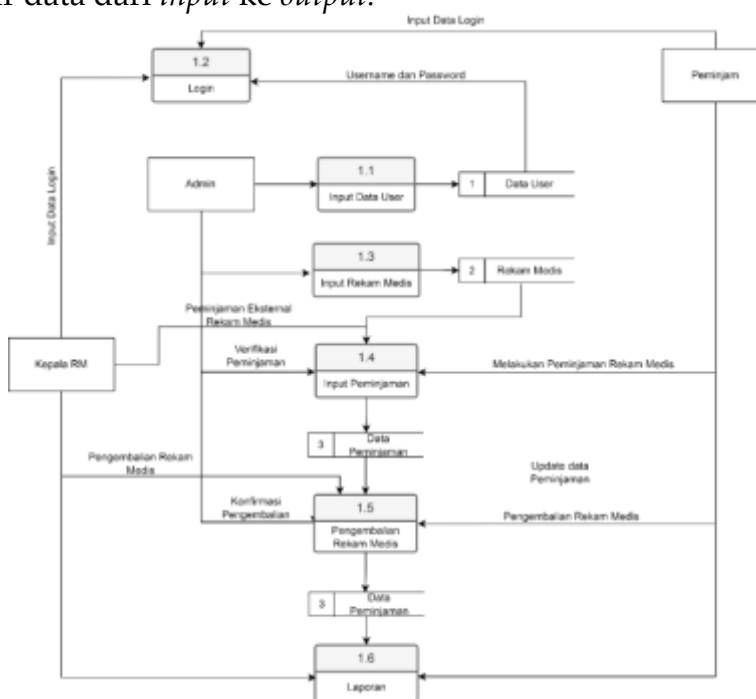 data dari input ke output.
Input Data Login
1.2
Login
Username dan Password
Peminjam
Input Data Login
Admin
1.1
Input Data User
1
Data User
1.3
Input Rekam Medis
2
Rekam Medis
Peminjaman Eksternal
Rekam Medis
Kepala RM
Verifikasi
Peminjaman
1.4
Input Peminjaman
Melakukan Peminjaman Rekam Medis
3
Data
Peminjaman
Pengembalian Rekam
Medis
Update data
Peminjaman
Konfirmasi
Pengembalian
1.5
Pengembalian
Rekam Medis
Pengembalian Rekam Medis
3
Data
Peminjaman
1.6
Laporan